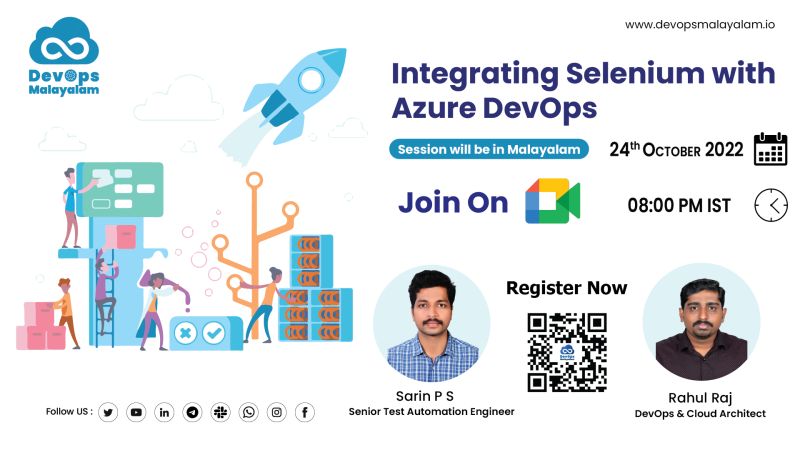 www.devopsmalayalam.io
DevOps
Malayalam
Integrating Selenium with
Azure DevOps
Session will be in Malayalam
24th October 2022
Join On
08:00 PM IST
Register Now
DevOps
Malayalam
Sarin P S
Senior Test Automation Engineer
Rahul Raj
DevOps & Cloud Architect
Follow US :